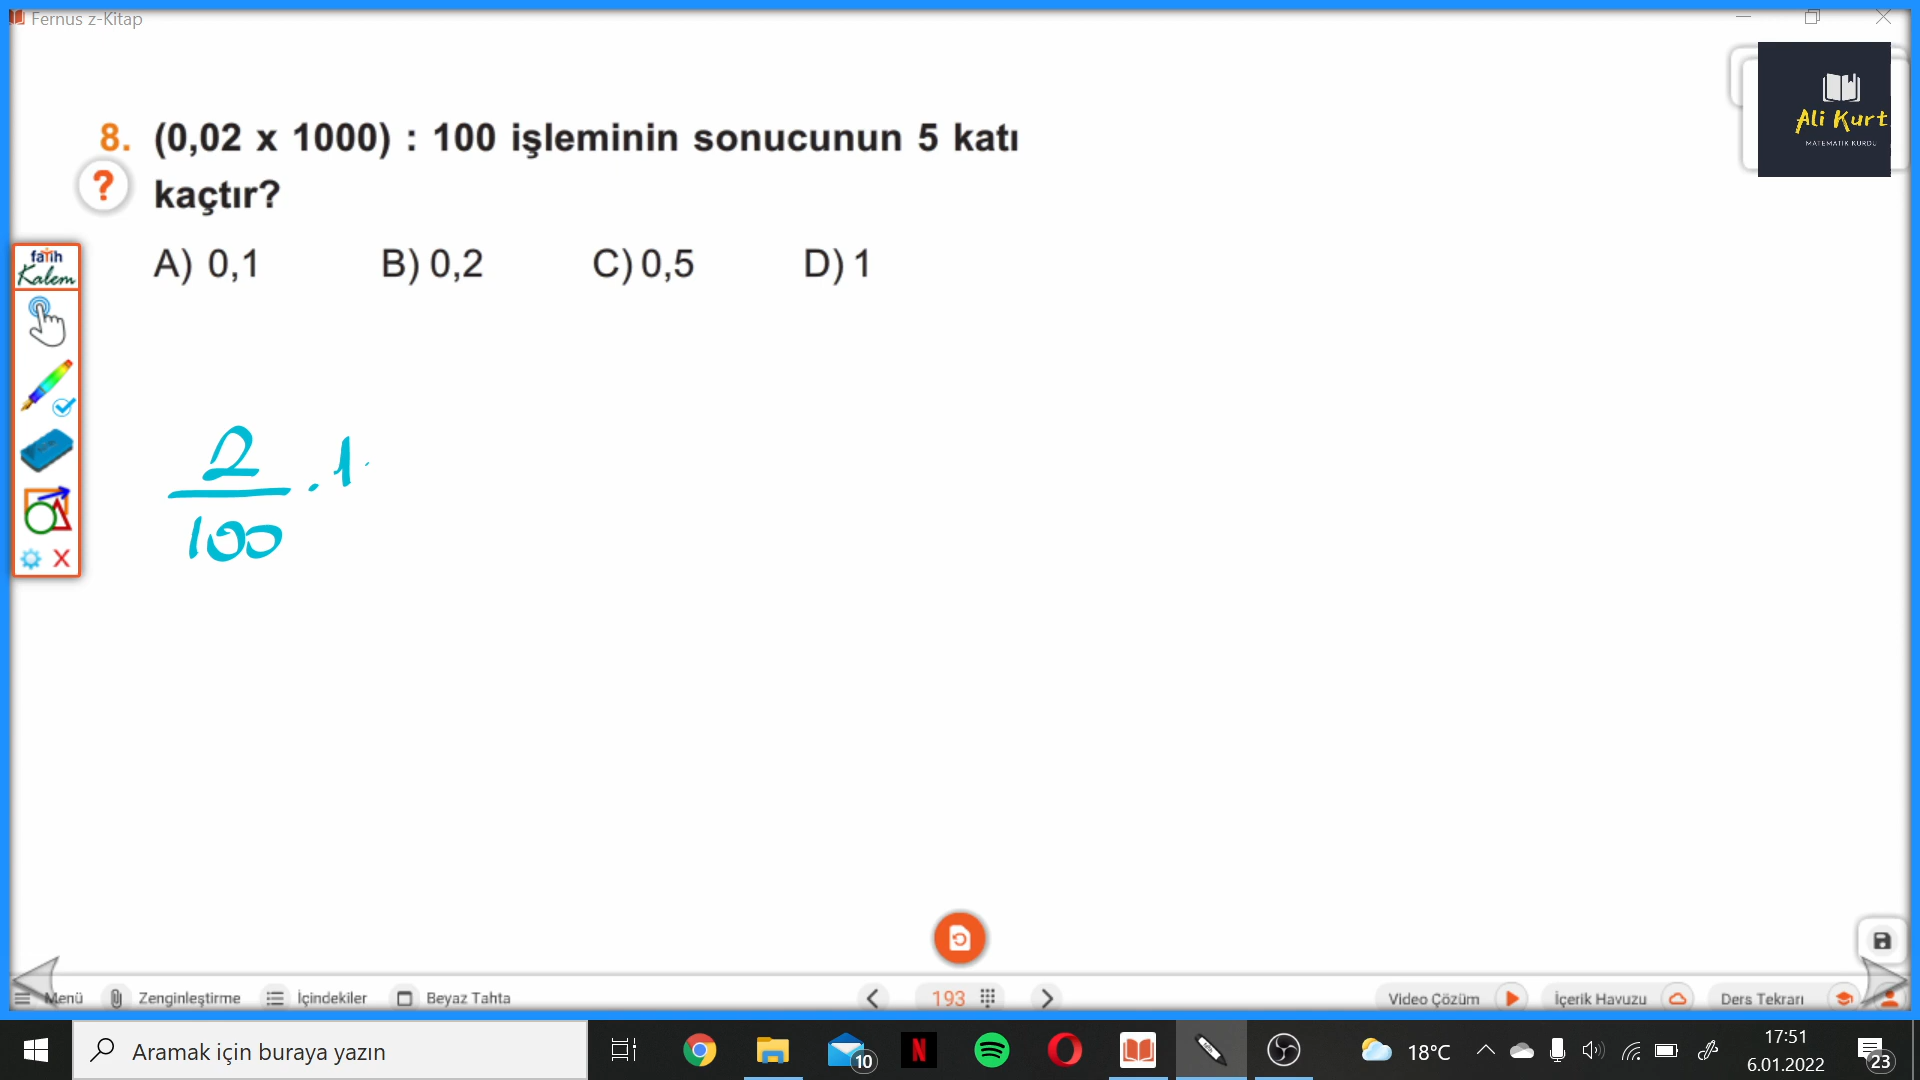 Fernus z-Kitap
Ali Kurt
MATEMATİK KURDU
8. (0,02 x 1000) : 100 işleminin sonucunun 5 katı
? kaçtır?
A) 0,1 B) 0,2 C) 0,5 D) 1
fatih
Kalem
2
100
. 1
Menü Zenginleştirme İçindekiler Beyaz Tahta 193 Video Çözüm İçerik Havuzu Ders Tekrarı
Aramak için buraya yazın 10 N 18°C 17:51
6.01.2022 23